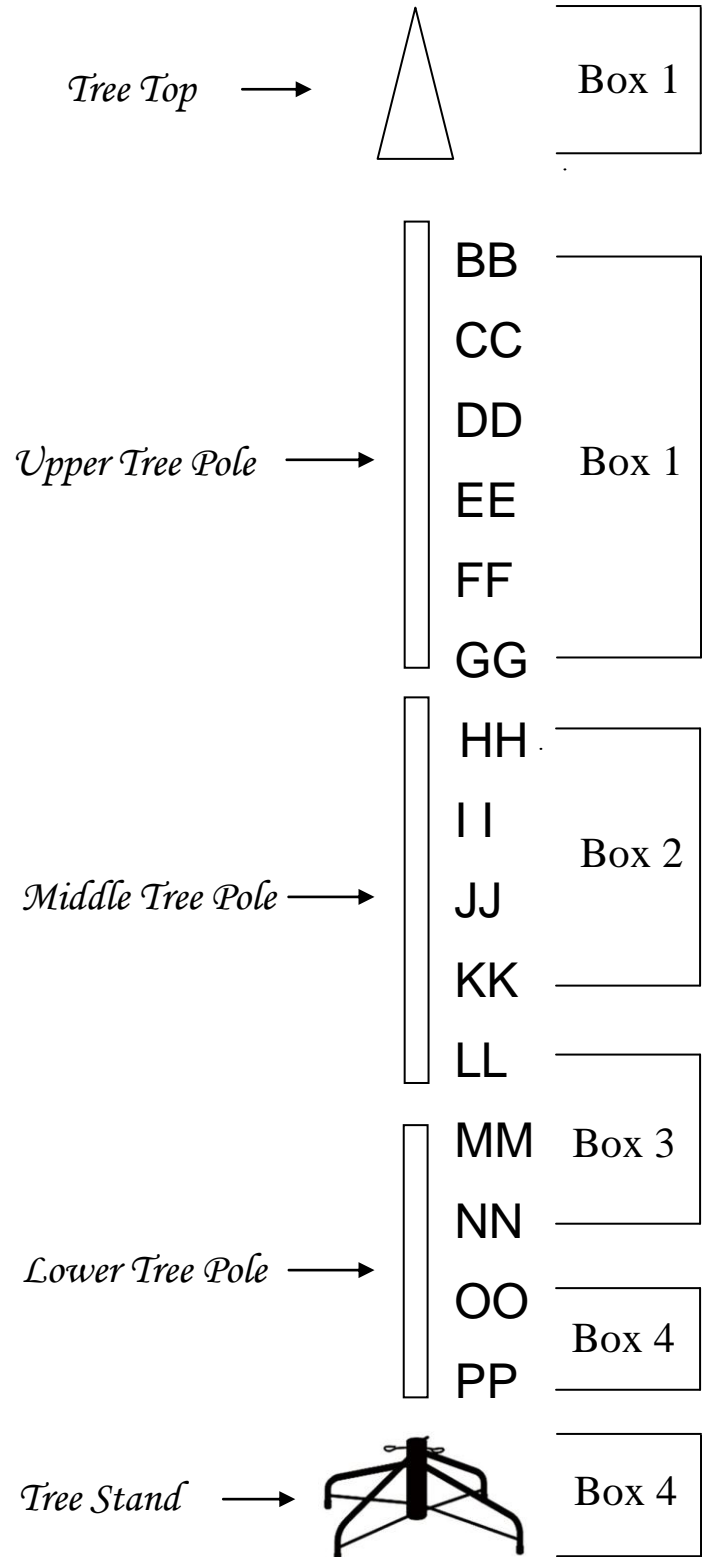 Tree Top
Box 1
BB
CC
DD
Upper Tree Pole
Box 1
EE
FF
GG
HH
I I
Box 2
Middle Tree Pole
JJ
KK
LL
MM
Box 3
NN
Lower Tree Pole
OO
Box 4
PP
Tree Stand
Box 4